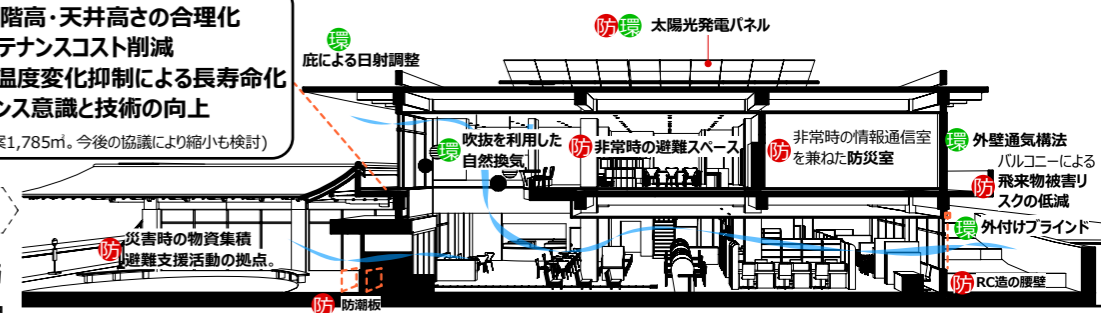 階高・天井高さの合理化
テナンスコスト削減
温度変化抑制による長寿命化
ンス意識と技術の向上
案1,785㎡。今後の協議により縮小も検討)
環
庇による日射調整
防 環 太陽光発電パネル
環 吹抜を利用した
自然換気
防 非常時の避難スペース
防 非常時の情報通信室
を兼ねた防災室
環 外壁通気構法
バルコニーによる
防 飛来物被害リ
スクの低減
環 外付けブラインド
防 災害時の物資集積
避難支援活動の拠点。
防 防潮板
防 RC造の腰壁